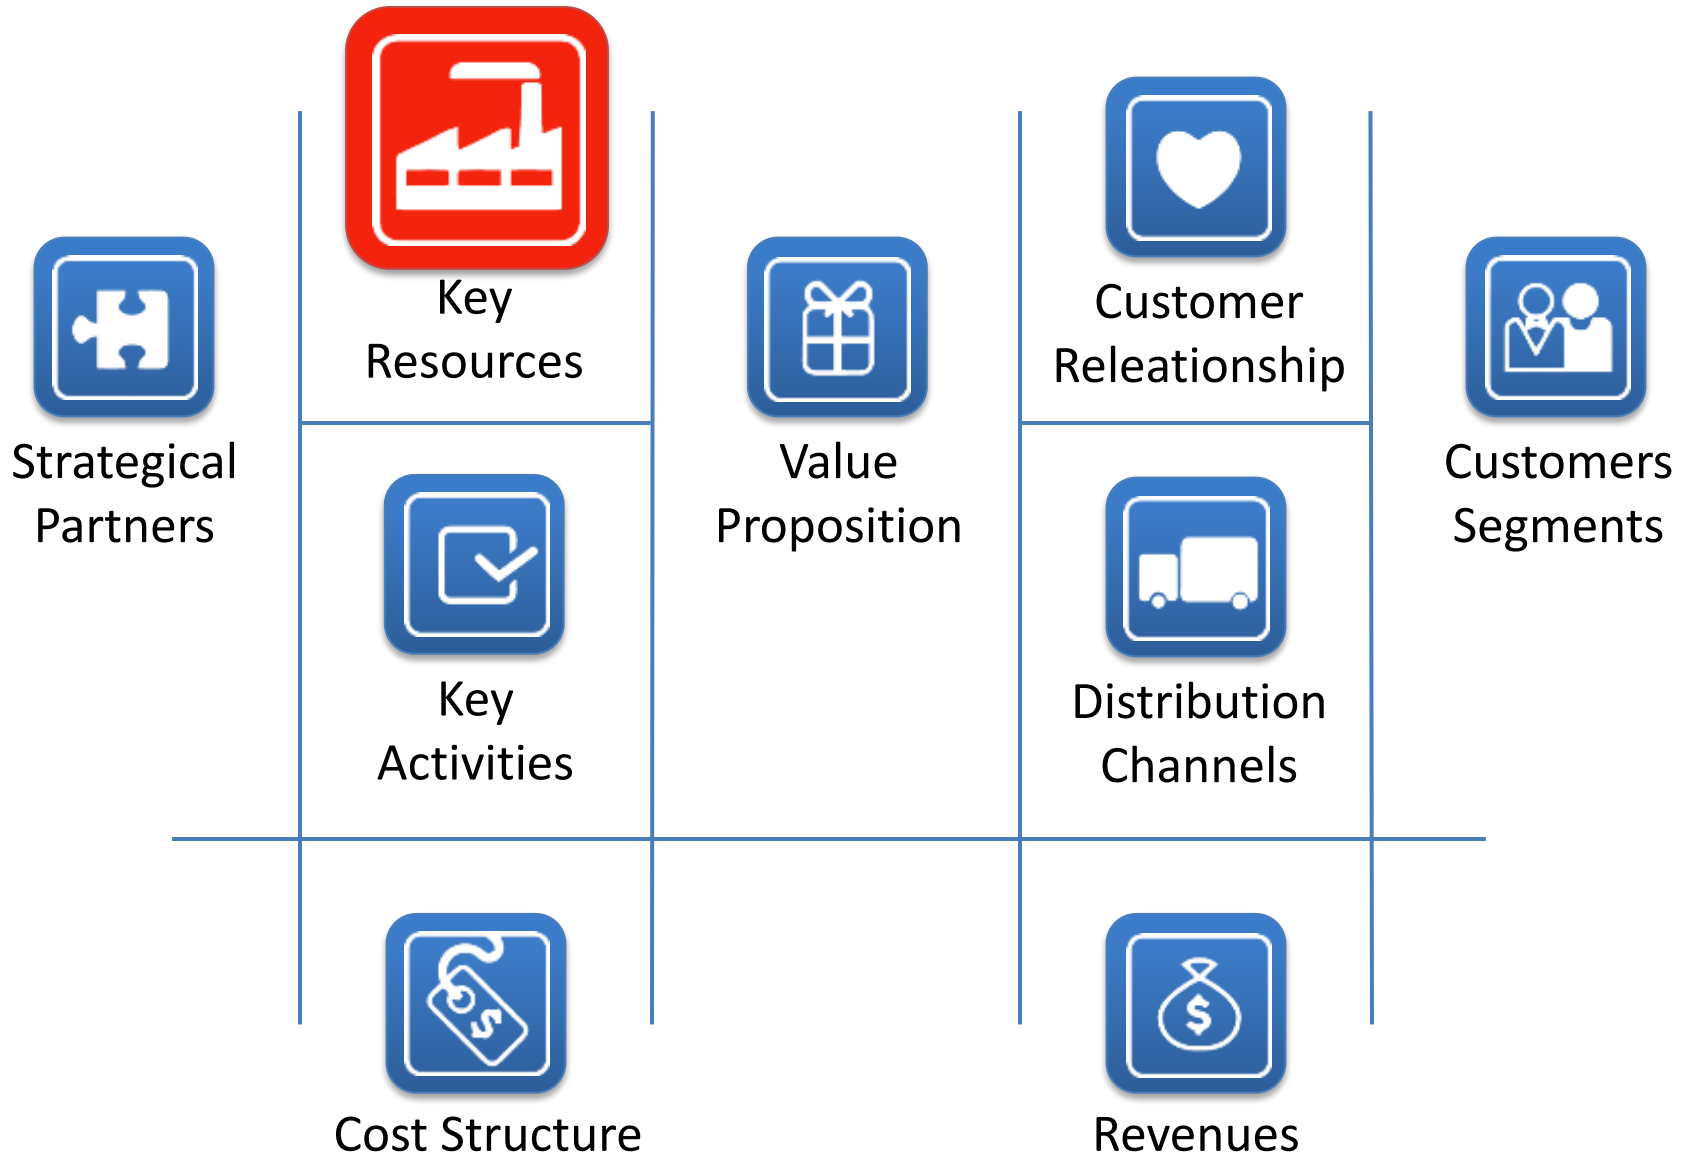 Key
Resources
Customer
Releationship
Strategical
Partners
Value
Proposition
Customers
Segments
Key
Activities
Distribution
Channels
$
$
Cost Structure
Revenues